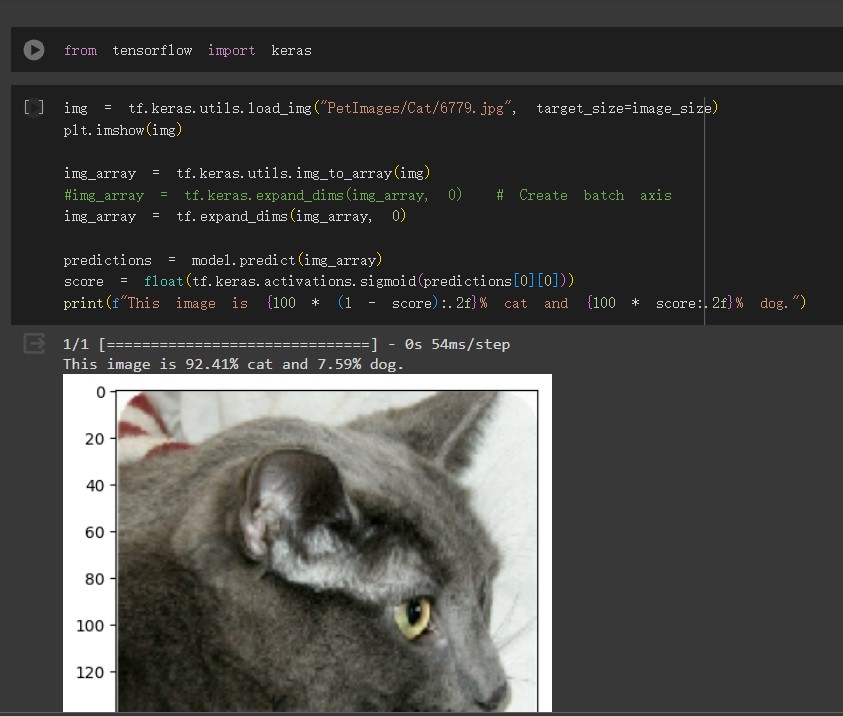 from tensorflow import keras
[ ]
img = tf.keras.utils.load_img("PetImages/Cat/6779.jpg", target_size=image_size)
plt.imshow(img)
img_array = tf.keras.utils.img_to_array(img)
#img_array = tf.keras.expand_dims(img_array, 0) # Create batch axis
img_array = tf.expand_dims(img_array, 0)
predictions = model.predict(img_array)
score = float(tf.keras.activations.sigmoid(predictions[0][0]))
print(f"This image is {100 * (1 - score):.2f}% cat and {100 * score:.2f}% dog.")
1/1 [==============================] - 0s 54ms/step
This image is 92.41% cat and 7.59% dog.
0
20
40
60
80
100
120